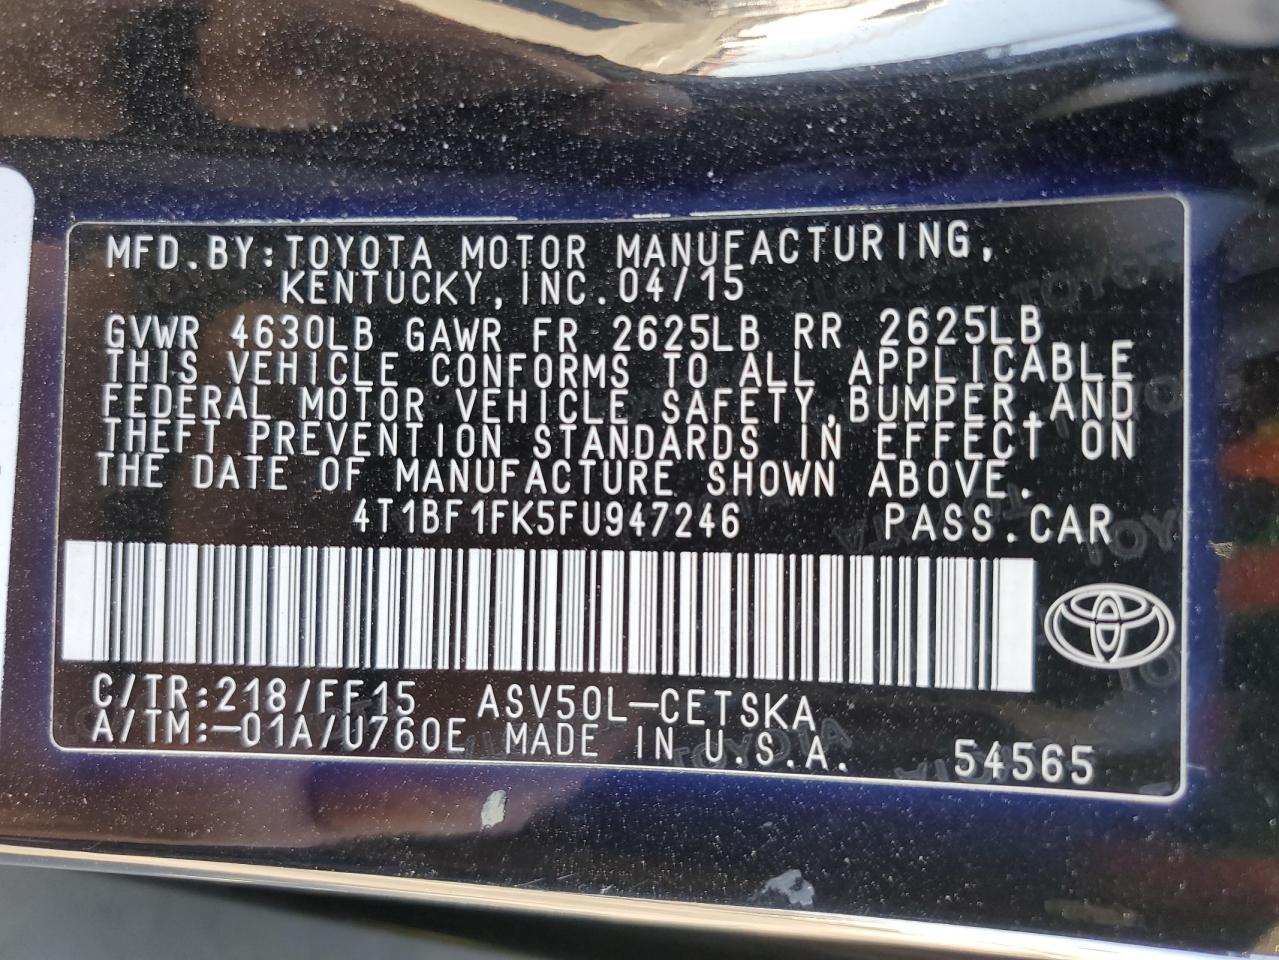 MFD.BY:TOYOTA MOTOR MANUFACTURING,
KENTUCKY,INC.04/15
GVWR 4630LB GAWR FR 2625LB RR 2625LB
THIS VEHICLE CONFORMS TO ALL APPLICABLE
FEDERAL MOTOR VEHICLE SAFETY,BUMPER,AND
THEFT PREVENTION STANDARDS IN EFFECT ON
THE DATE OF MANUFACTURE SHOWN ABOVE.
4T1BF1FK5FU947246 PASS.CAR
C/TR:218/FF15 ASV50L-CETSKA
A/TM:-01A/U760E MADE IN U.S.A. 54565